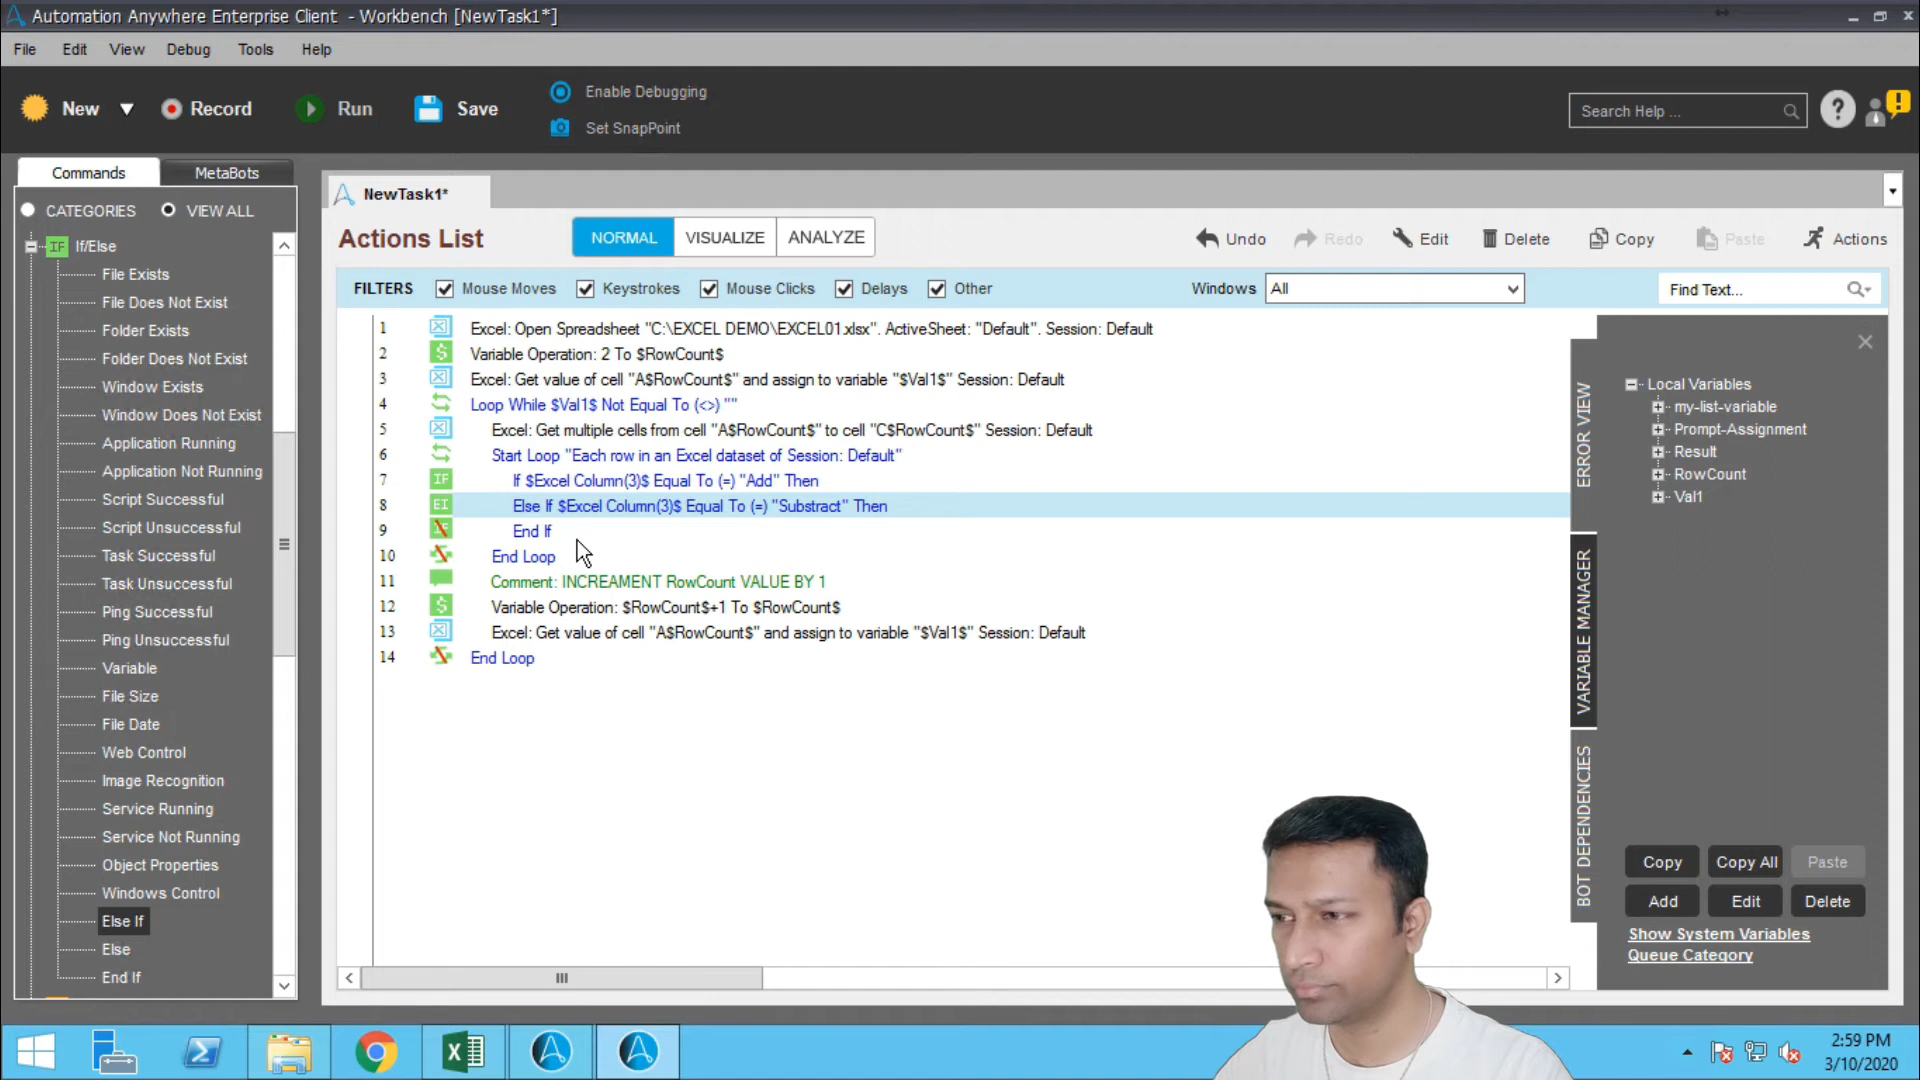 Automation Anywhere Enterprise Client - Workbench [NewTask1*]
File Edit View Debug Tools Help
New Record Run Save
Enable Debugging
Set SnapPoint
Search Help ...
Commands MetaBots
CATEGORIES VIEW ALL
IF If/Else
File Exists
File Does Not Exist
Folder Exists
Folder Does Not Exist
Window Exists
Window Does Not Exist
Application Running
Application Not Running
Script Successful
Script Unsuccessful
Task Successful
Task Unsuccessful
Ping Successful
Ping Unsuccessful
Variable
File Size
File Date
Web Control
Image Recognition
Service Running
Service Not Running
Object Properties
Windows Control
Else If
Else
End If
NewTask1*
Actions List NORMAL VISUALIZE ANALYZE Undo Redo Edit Delete Copy Paste Actions
FILTERS Mouse Moves Keystrokes Mouse Clicks Delays Other Windows All Find Text...
1 Excel: Open Spreadsheet "C:\EXCEL DEMO\EXCEL01.xlsx". ActiveSheet: "Default". Session: Default
2 $ Variable Operation: 2 To $RowCount$
3 Excel: Get value of cell "A$RowCount$" and assign to variable "$Val1$" Session: Default
4 Loop While $Val1$ Not Equal To (<>) ""
5 Excel: Get multiple cells from cell "A$RowCount$" to cell "C$RowCount$" Session: Default
6 Start Loop "Each row in an Excel dataset of Session: Default"
7 IF If $Excel Column(3)$ Equal To (=) "Add" Then
8 EI Else If $Excel Column(3)$ Equal To (=) "Substract" Then
9 End If
10 End Loop
11 Comment: INCREAMENT RowCount VALUE BY 1
12 $ Variable Operation: $RowCount$+1 To $RowCount$
13 Excel: Get value of cell "A$RowCount$" and assign to variable "$Val1$" Session: Default
14 End Loop
ERROR VIEW
VARIABLE MANAGER
BOT DEPENDENCIES
Local Variables
my-list-variable
Prompt-Assignment
Result
RowCount
Val1
Copy Copy All Paste
Add Edit Delete
Show System Variables
Queue Category
2:59 PM
3/10/2020